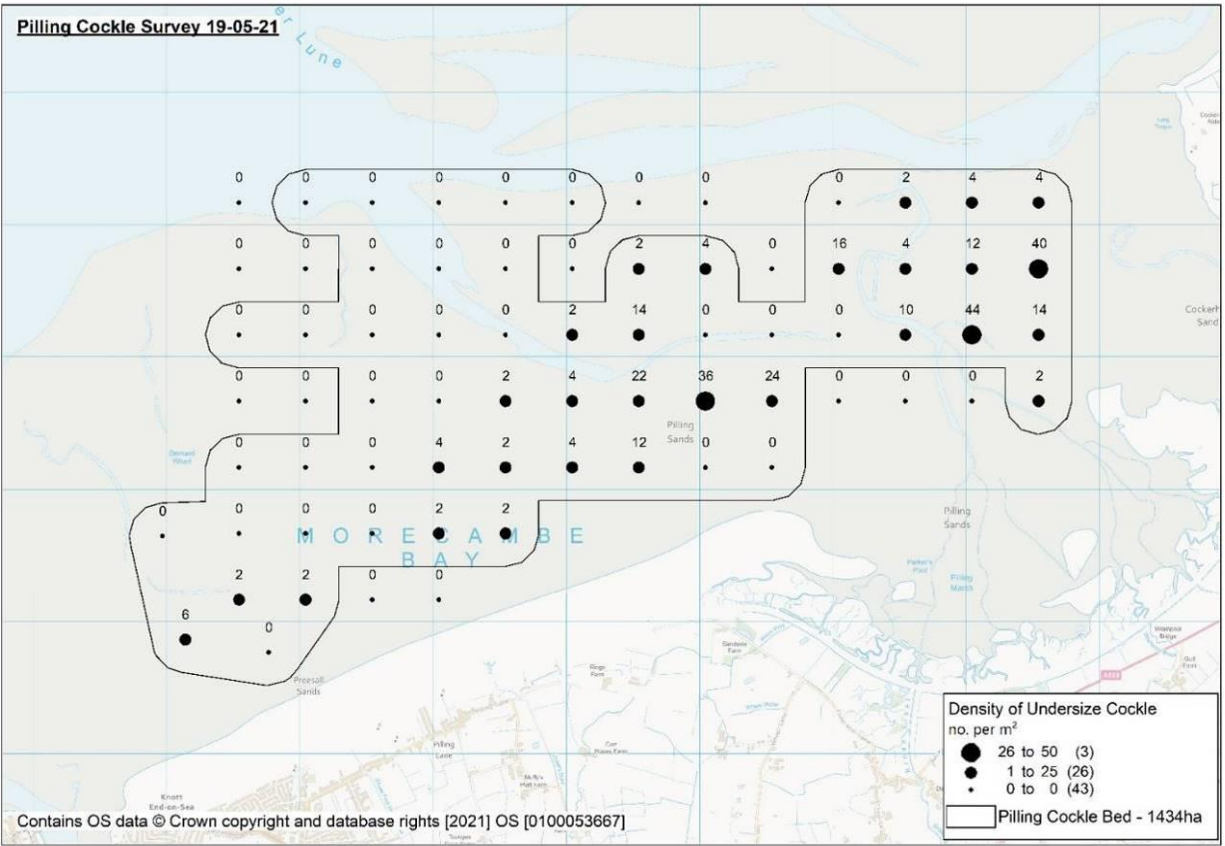 Pilling Cockle Survey 19-05-21
er Lune
0 0 0 0 0 0 0 0 0 2 4 4
0 0 0 0 0 0 2 4 0 16 4 12 40
0 0 0 0 0 2 14 0 0 0 10 44 14
Cockerh
Sand
0 0 0 0 2 4 22 36 24 0 0 0 2
Pilling
Sands
0 0 0 4 2 4 12 0 0
0 0 0 0 2 2
MORECAMBE
BAY
Pilling
Sands
2 2 0 0
Pilling
Marsh
6 0
Preesall
Sands
A588
Pilling
Lane
Knott
End-on-Sea
Density of Undersize Cockle
no. per m²
26 to 50 (3)
1 to 25 (26)
0 to 0 (43)
Pilling Cockle Bed - 1434ha
Contains OS data © Crown copyright and database rights [2021] OS [0100053667]